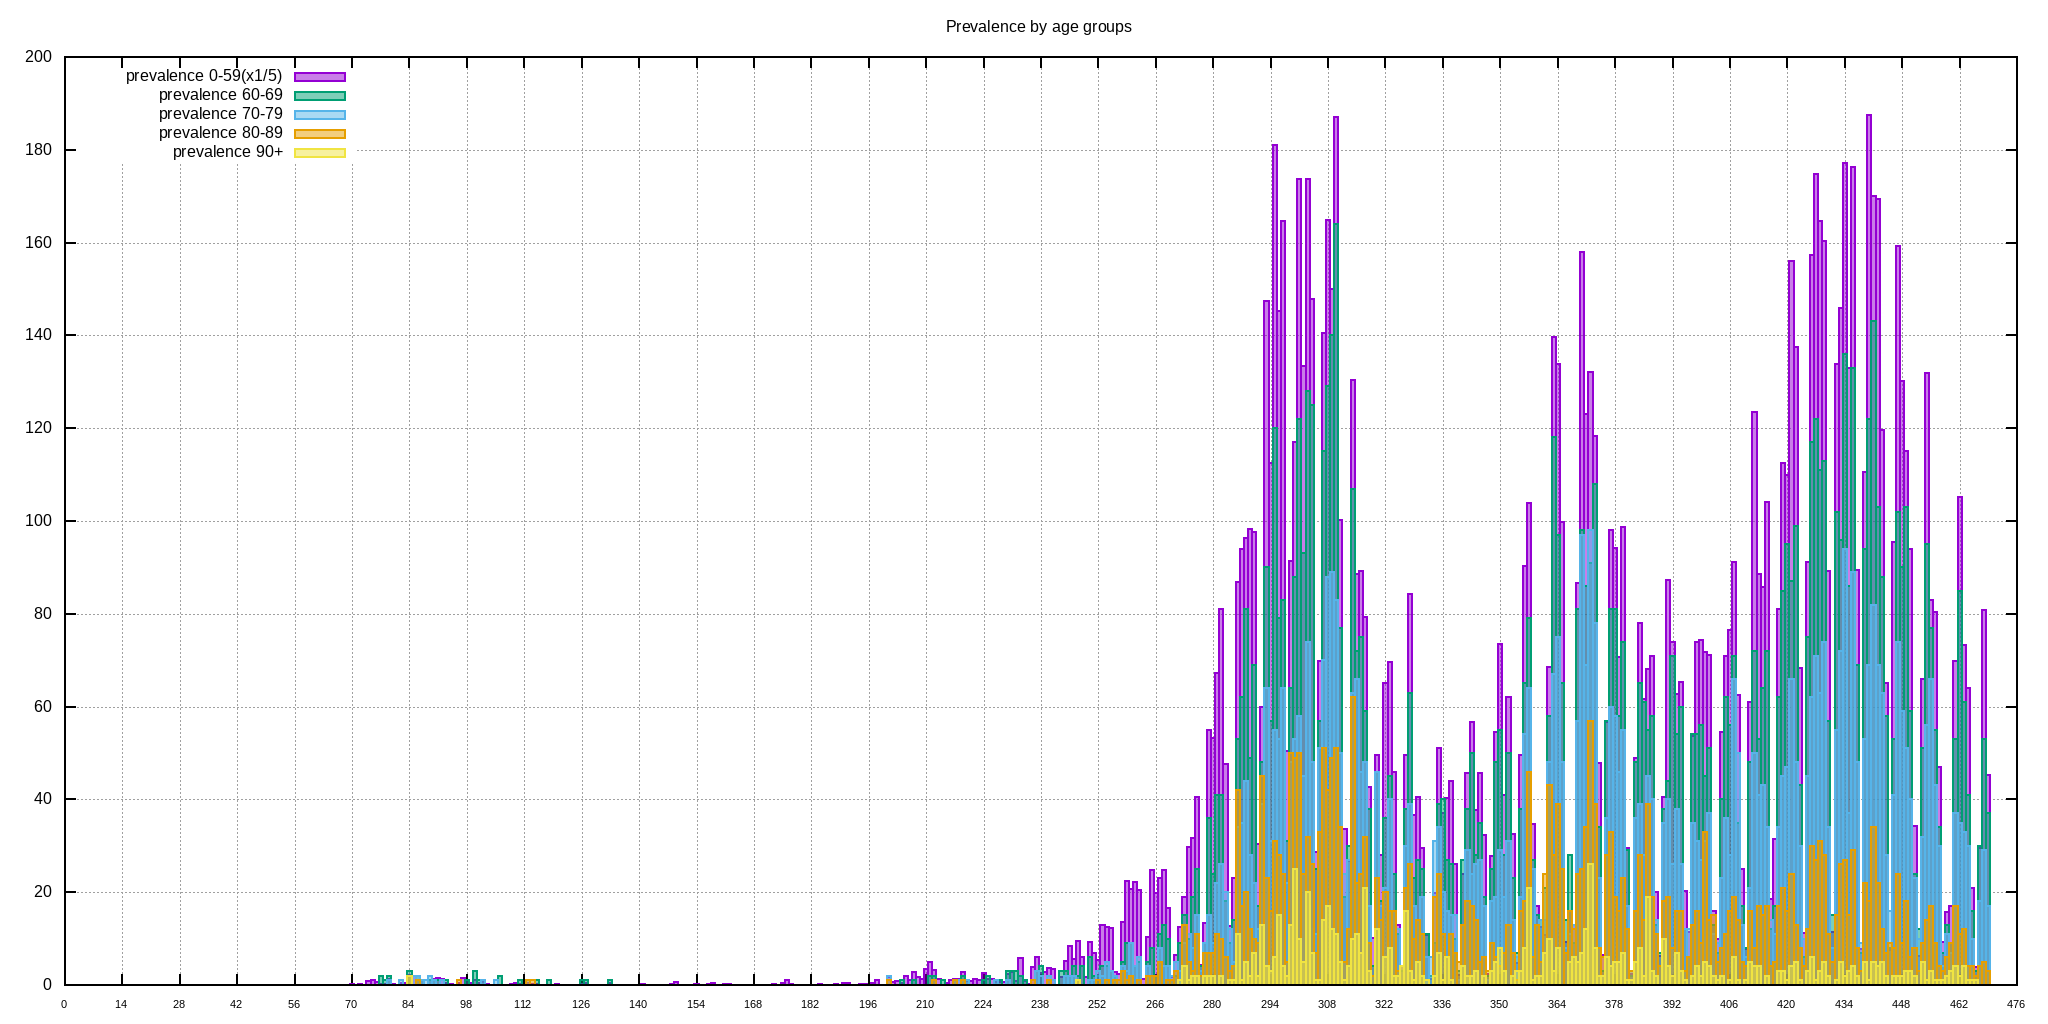 Prevalence by age groups
200
prevalence 0-59(x1/5)
prevalence 60-69
prevalence 70-79
prevalence 80-89
prevalence 90+
180
160
140
120
100
80
60
40
20
0
0 14 28 42 56 70 84 98 112 126 140 154 168 182 196 210 224 238 252 266 280 294 308 322 336 350 364 378 392 406 420 434 448 462 476